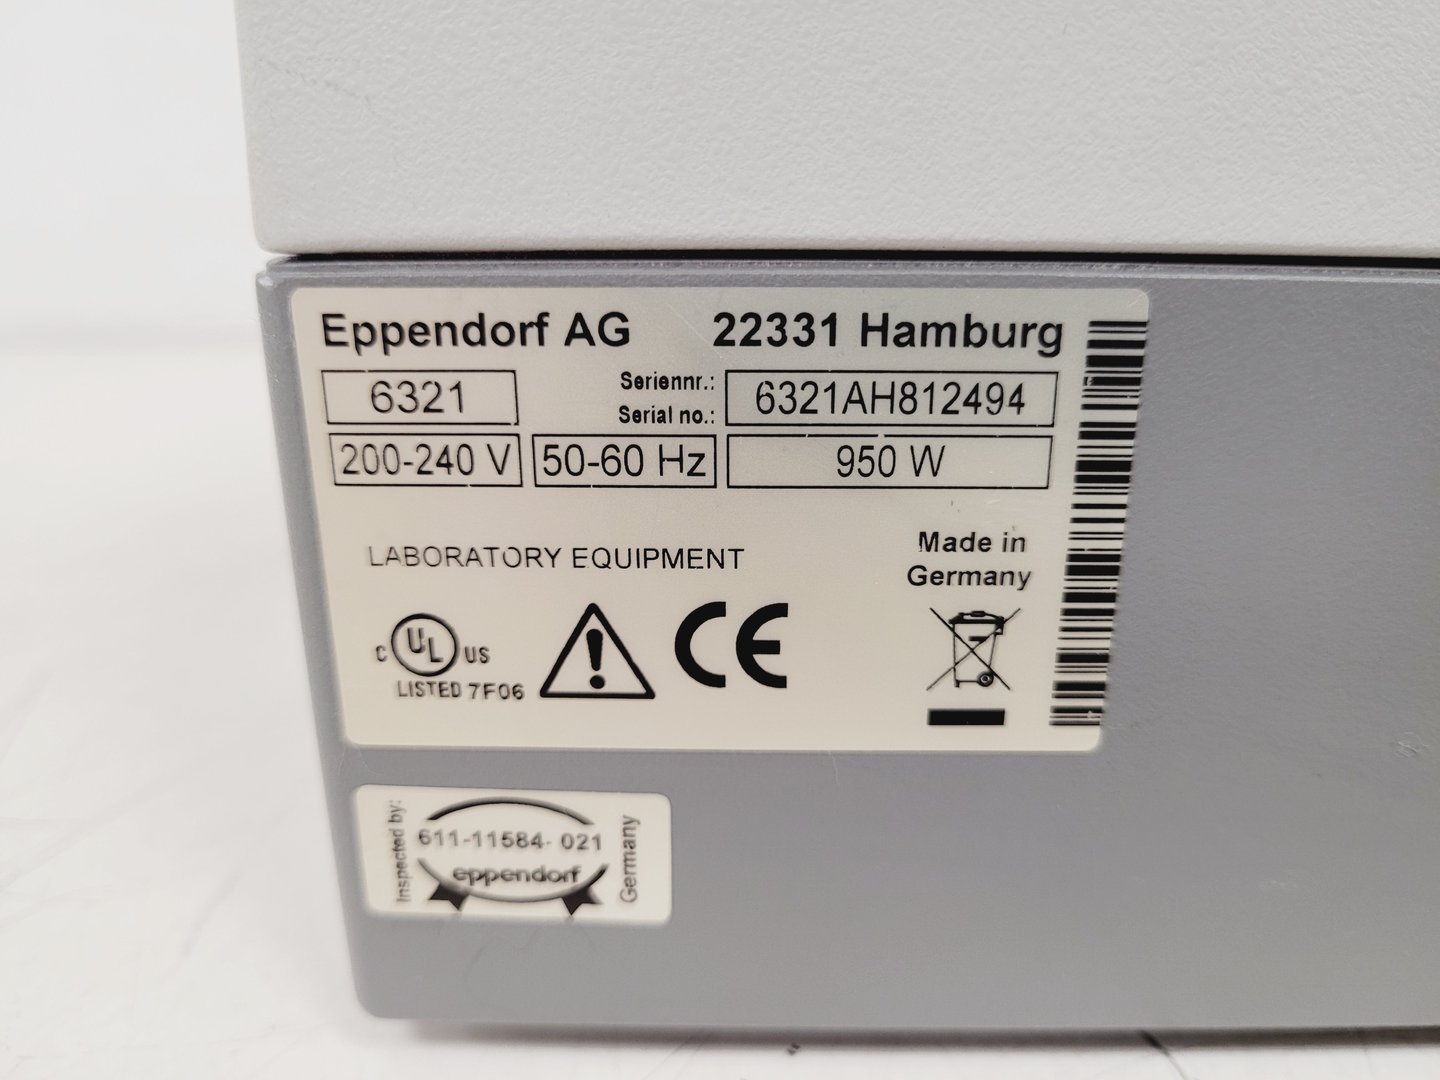 Eppendorf AG 22331 Hamburg
6321 Seriennr.: Serial no.: 6321AH812494
200-240 V 50-60 Hz 950 W
LABORATORY EQUIPMENT
Made in
Germany
C UL US
LISTED 7F06
CE
Inspected by:
611-11584-021
eppendorf
Germany